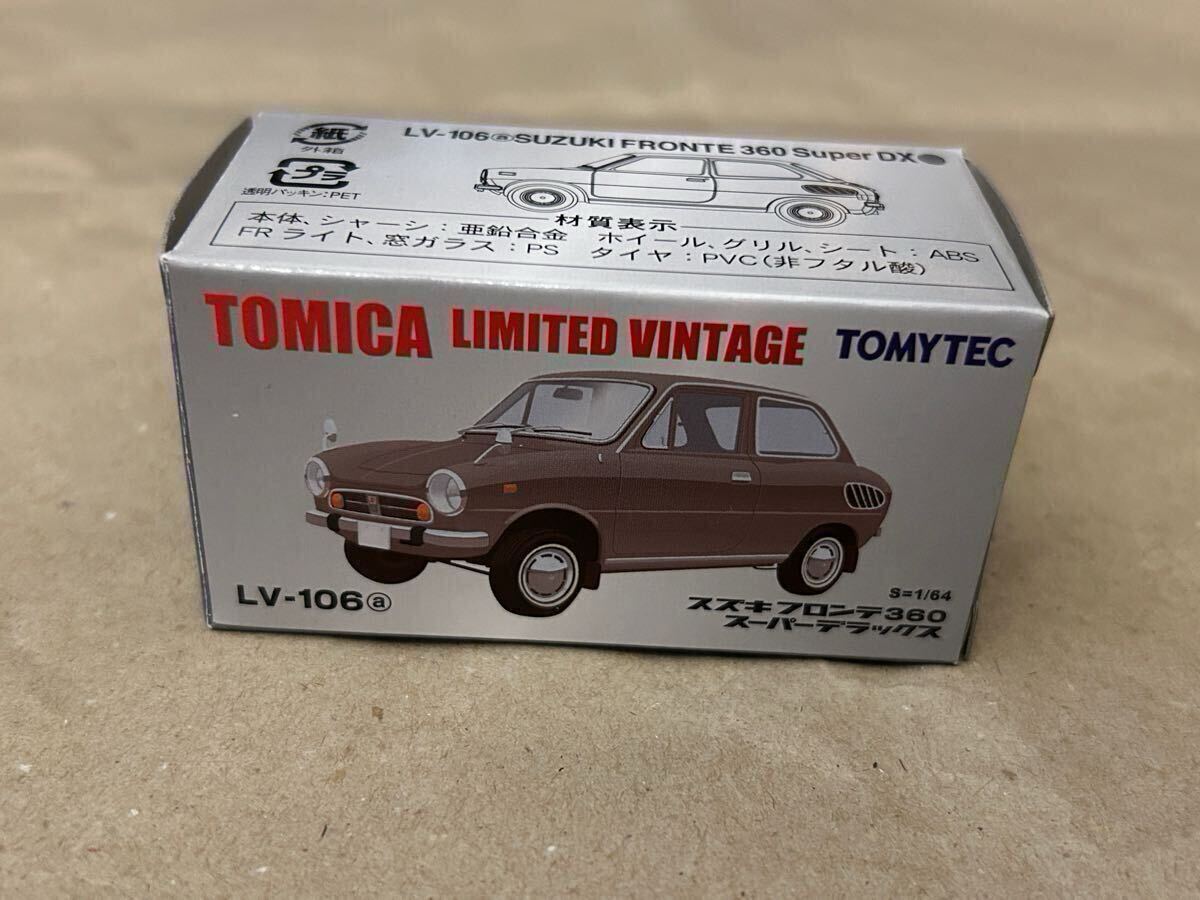 紙
外箱
プラ
透明パッキン:PET
LV-106ⓐSUZUKI FRONTE 360 Super DX●
材質表示
本体、シャーシ:亜鉛合金 ホイール、グリル、シート:ABS
FRライト、窓ガラス:PS タイヤ:PVC(非フタル酸)
TOMICA LIMITED VINTAGE TOMYTEC
LV-106ⓐ
S=1/64
スズキフロンテ360
スーパーデラックス